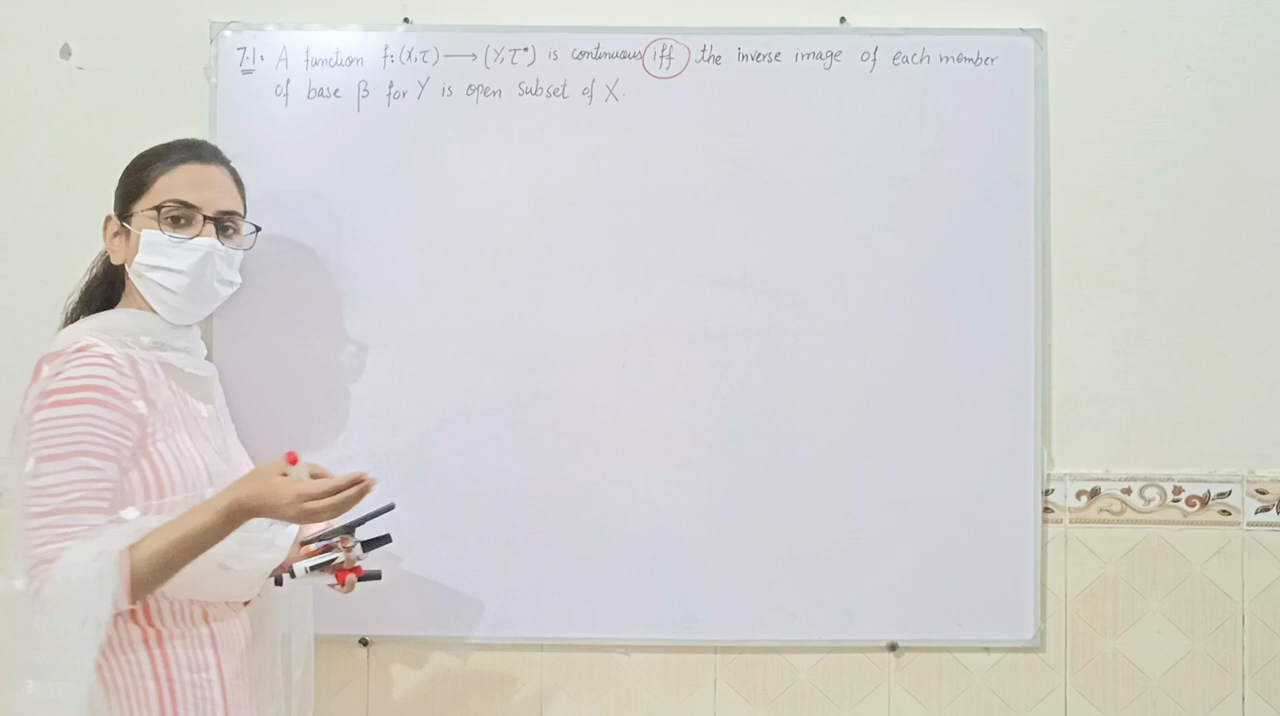 7.1: A function f: (X,τ) ⟶ (Y,τ*) is continuous iff the inverse image of each member
of base β for Y is open subset of X.